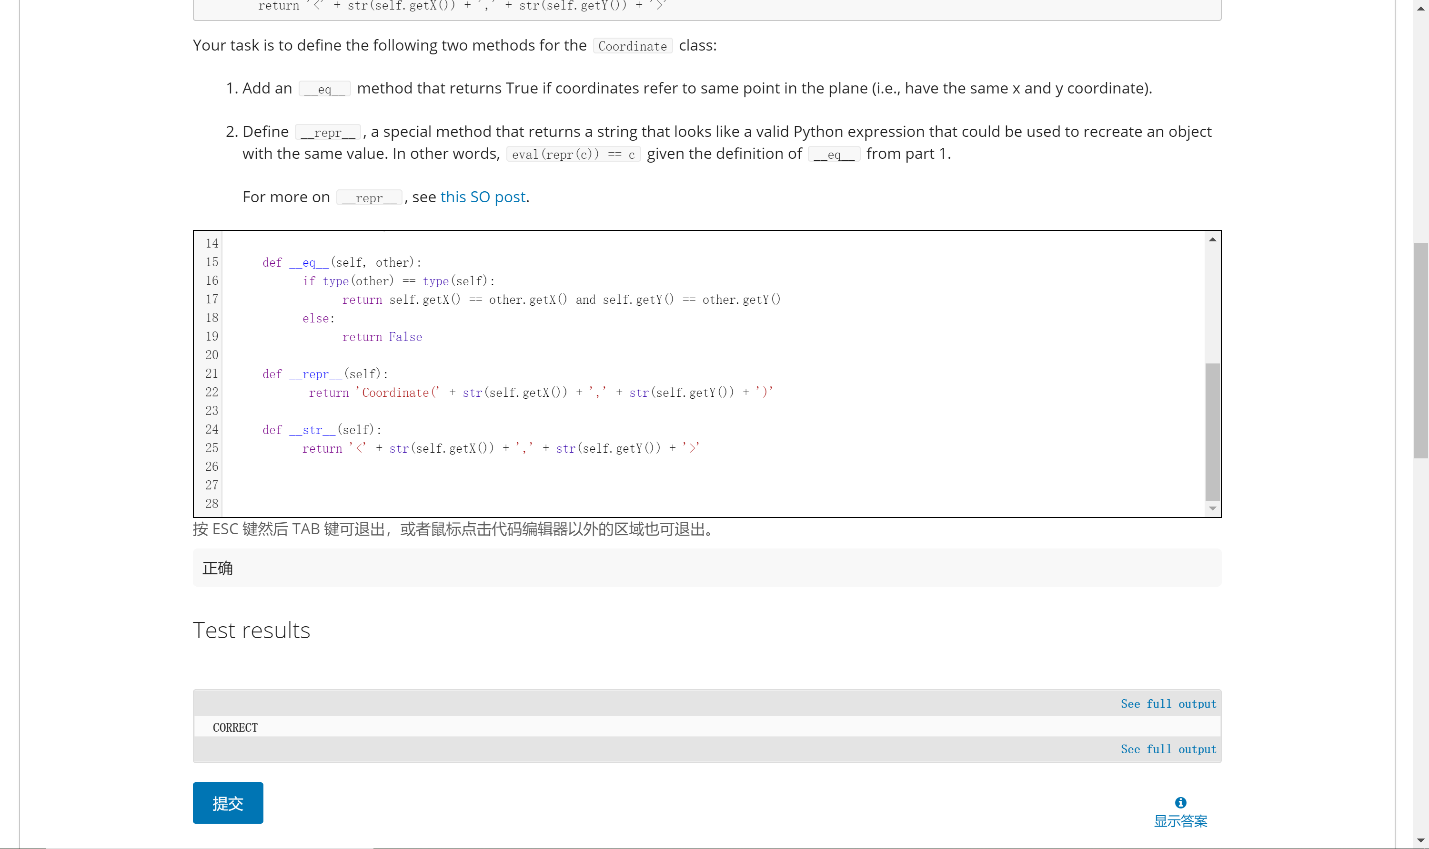 return '<' + str(self.getX()) + ',' + str(self.getY()) + '>'
Your task is to define the following two methods for the Coordinate class:
1. Add an __eq__ method that returns True if coordinates refer to same point in the plane (i.e., have the same x and y coordinate).
2. Define __repr__, a special method that returns a string that looks like a valid Python expression that could be used to recreate an object
with the same value. In other words, eval(repr(c)) == c given the definition of __eq__ from part 1.
For more on __repr__, see this SO post.
14
15 def __eq__(self, other):
16 if type(other) == type(self):
17 return self.getX() == other.getX() and self.getY() == other.getY()
18 else:
19 return False
20
21 def __repr__(self):
22 return 'Coordinate(' + str(self.getX()) + ',' + str(self.getY()) + ')'
23
24 def __str__(self):
25 return '<' + str(self.getX()) + ',' + str(self.getY()) + '>'
26
27
28
按 ESC 键然后 TAB 键可退出，或者鼠标点击代码编辑器以外的区域也可退出。
正确
Test results
See full output
CORRECT
See full output
提交
显示答案